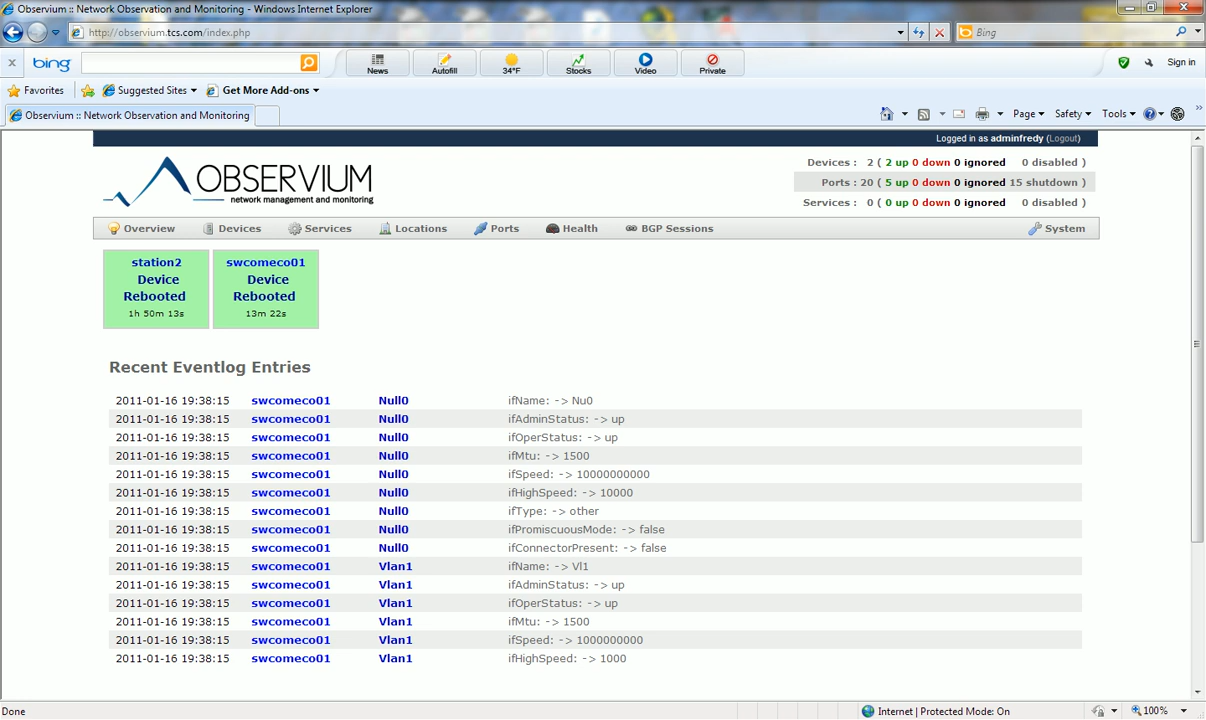 Observium :: Network Observation and Monitoring - Windows Internet Explorer
http://observium.tcs.com/index.php
Bing
bing
News
Autofill
34°F
Stocks
Video
Private
Sign in
Favorites
Suggested Sites
Get More Add-ons
Observium :: Network Observation and Monitoring
Page
Safety
Tools
Logged in as adminfredy (Logout)
OBSERVIUM
network management and monitoring
Devices : 2 ( 2 up 0 down 0 ignored 0 disabled )
Ports : 20 ( 5 up 0 down 0 ignored 15 shutdown )
Services : 0 ( 0 up 0 down 0 ignored 0 disabled )
Overview Devices Services Locations Ports Health BGP Sessions System
station2
Device
Rebooted
1h 50m 13s
swcomeco01
Device
Rebooted
13m 22s
Recent Eventlog Entries
2011-01-16 19:38:15 swcomeco01 Null0 ifName: -> Nu0
2011-01-16 19:38:15 swcomeco01 Null0 ifAdminStatus: -> up
2011-01-16 19:38:15 swcomeco01 Null0 ifOperStatus: -> up
2011-01-16 19:38:15 swcomeco01 Null0 ifMtu: -> 1500
2011-01-16 19:38:15 swcomeco01 Null0 ifSpeed: -> 10000000000
2011-01-16 19:38:15 swcomeco01 Null0 ifHighSpeed: -> 10000
2011-01-16 19:38:15 swcomeco01 Null0 ifType: -> other
2011-01-16 19:38:15 swcomeco01 Null0 ifPromiscuousMode: -> false
2011-01-16 19:38:15 swcomeco01 Null0 ifConnectorPresent: -> false
2011-01-16 19:38:15 swcomeco01 Vlan1 ifName: -> Vl1
2011-01-16 19:38:15 swcomeco01 Vlan1 ifAdminStatus: -> up
2011-01-16 19:38:15 swcomeco01 Vlan1 ifOperStatus: -> up
2011-01-16 19:38:15 swcomeco01 Vlan1 ifMtu: -> 1500
2011-01-16 19:38:15 swcomeco01 Vlan1 ifSpeed: -> 1000000000
2011-01-16 19:38:15 swcomeco01 Vlan1 ifHighSpeed: -> 1000
Done
Internet | Protected Mode: On
100%